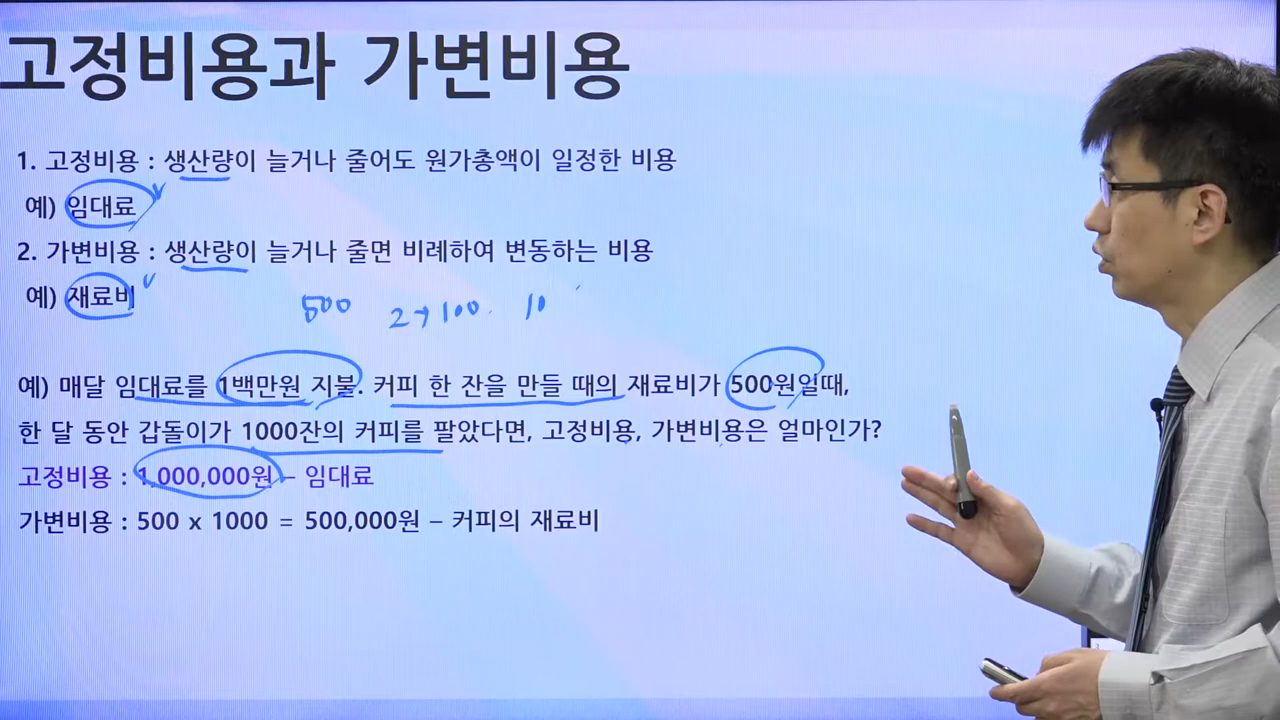 고정비용과 가변비용
1. 고정비용 : 생산량이 늘거나 줄어도 원가총액이 일정한 비용
예) 임대료
2. 가변비용 : 생산량이 늘거나 줄면 비례하여 변동하는 비용
예) 재료비
500 2→100. 10
예) 매달 임대료를 1백만원 지불. 커피 한 잔을 만들 때의 재료비가 500원일때,
한 달 동안 갑돌이가 1000잔의 커피를 팔았다면, 고정비용, 가변비용은 얼마인가?
고정비용 : 1,000,000원 – 임대료
가변비용 : 500 x 1000 = 500,000원 – 커피의 재료비